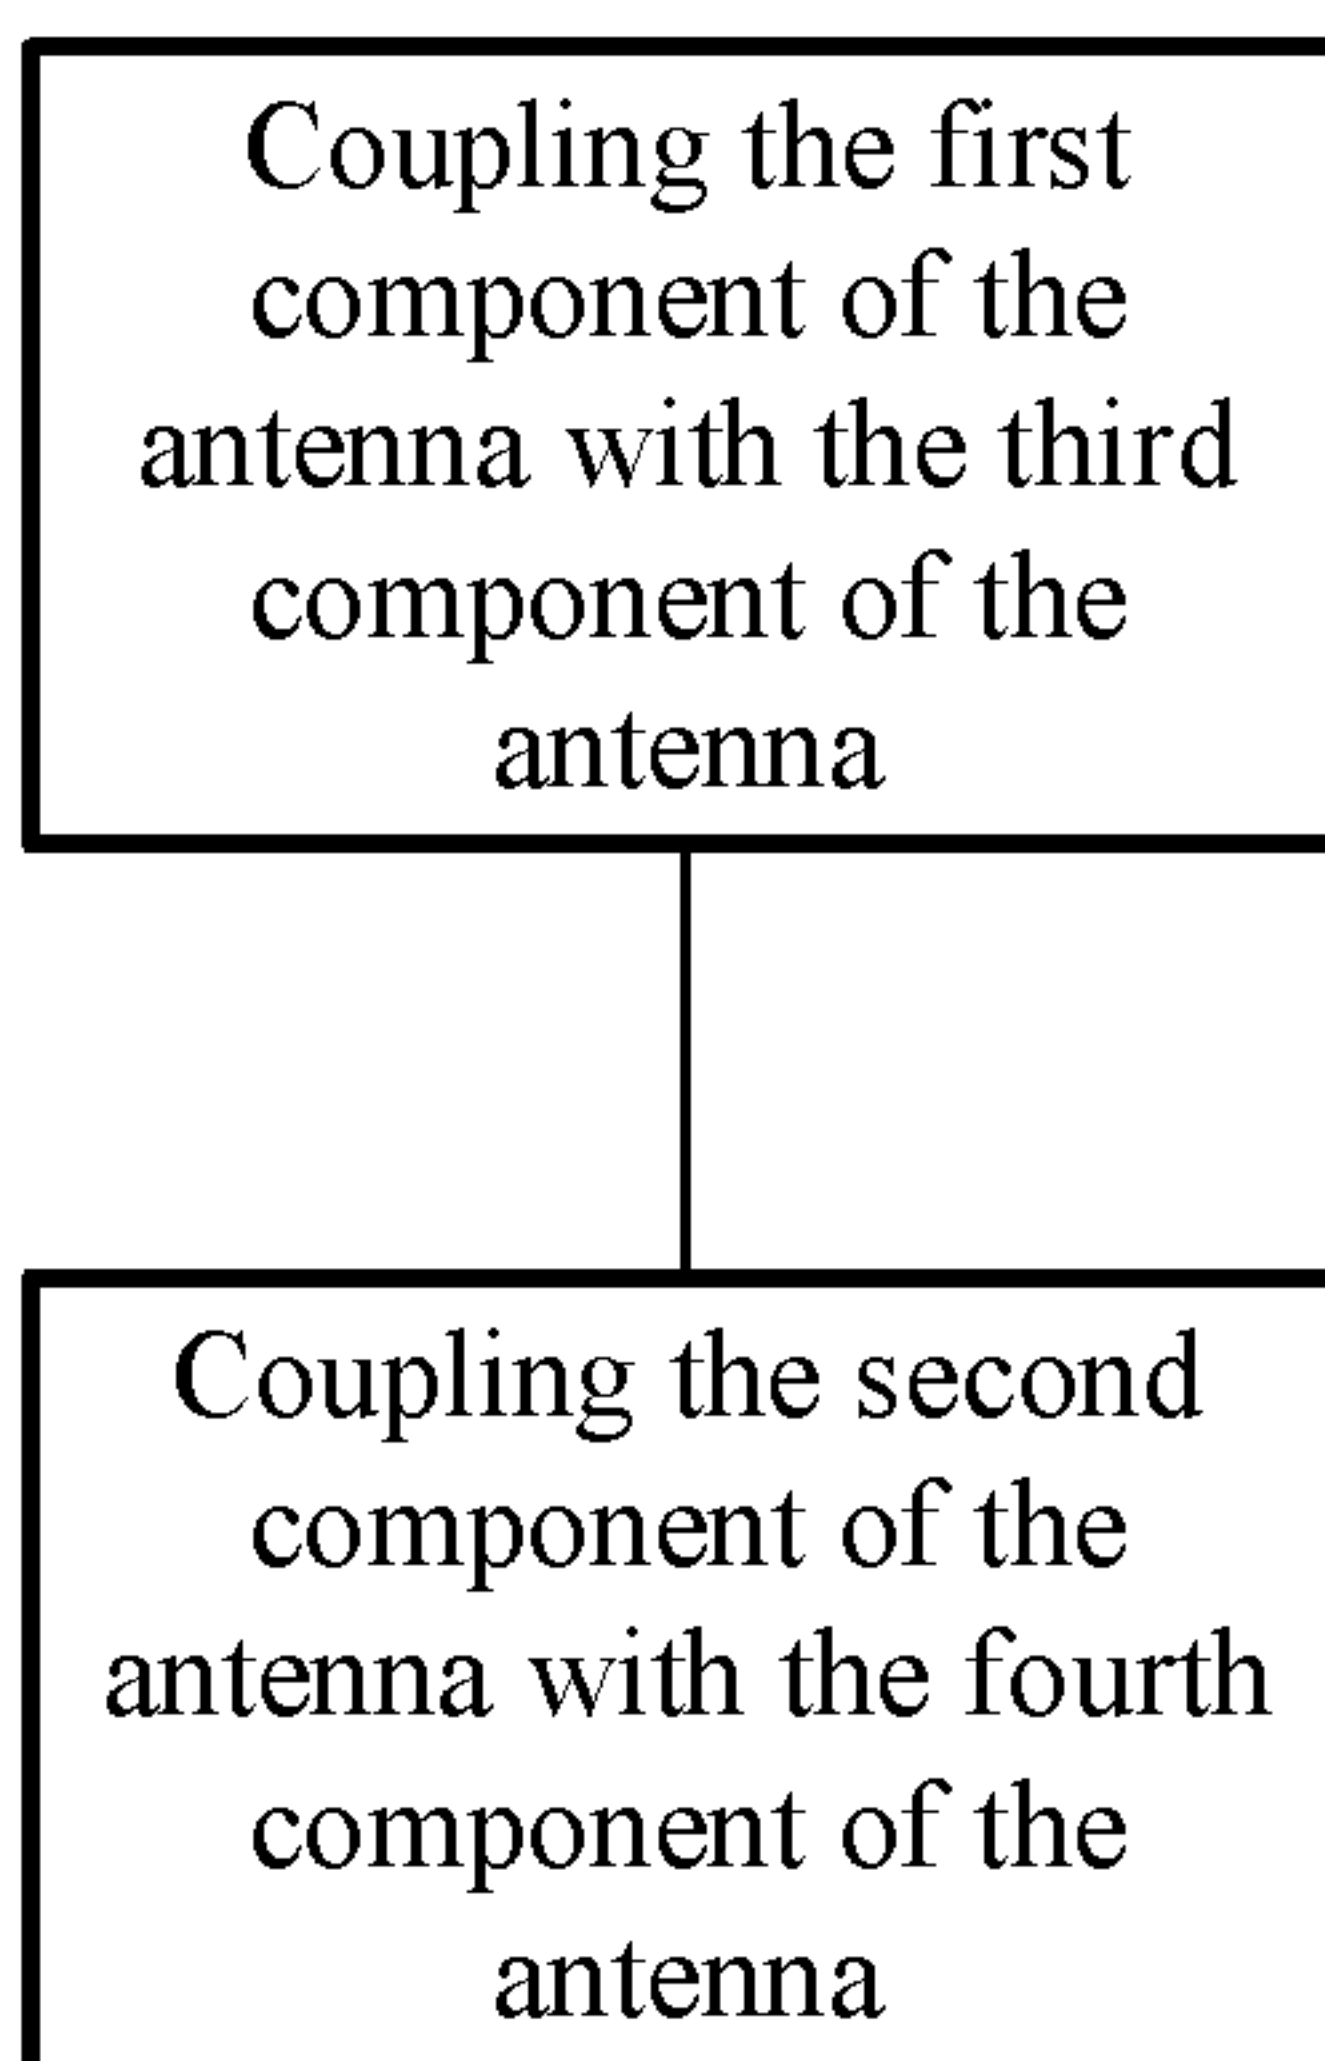 Coupling the first
component of the
antenna with the third
component of the
antenna
Coupling the second
component of the
antenna with the fourth
component of the
antenna